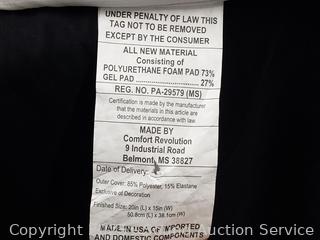 UNDER PENALTY OF LAW THIS
TAG NOT TO BE REMOVED
EXCEPT BY THE CONSUMER
ALL NEW MATERIAL
Consisting of
POLYURETHANE FOAM PAD 73%
GEL PAD ........................ 27%
REG. NO. PA-29579 (MS)
Certification is made by the manufacturer
that the materials in this article are
described in accordance with law
MADE BY
Comfort Revolution
9 Industrial Road
Belmont, MS 38827
Date of Delivery:
Outer Cover: 85% Polyester, 15% Elastane
Exclusive of Decoration
Finished Size: 20in (L) x 15in (W)
50.8cm (L) x 38.1cm (W)
MADE IN USA OF IMPORTED
AND DOMESTIC COMPONENTS
Capitol Federal